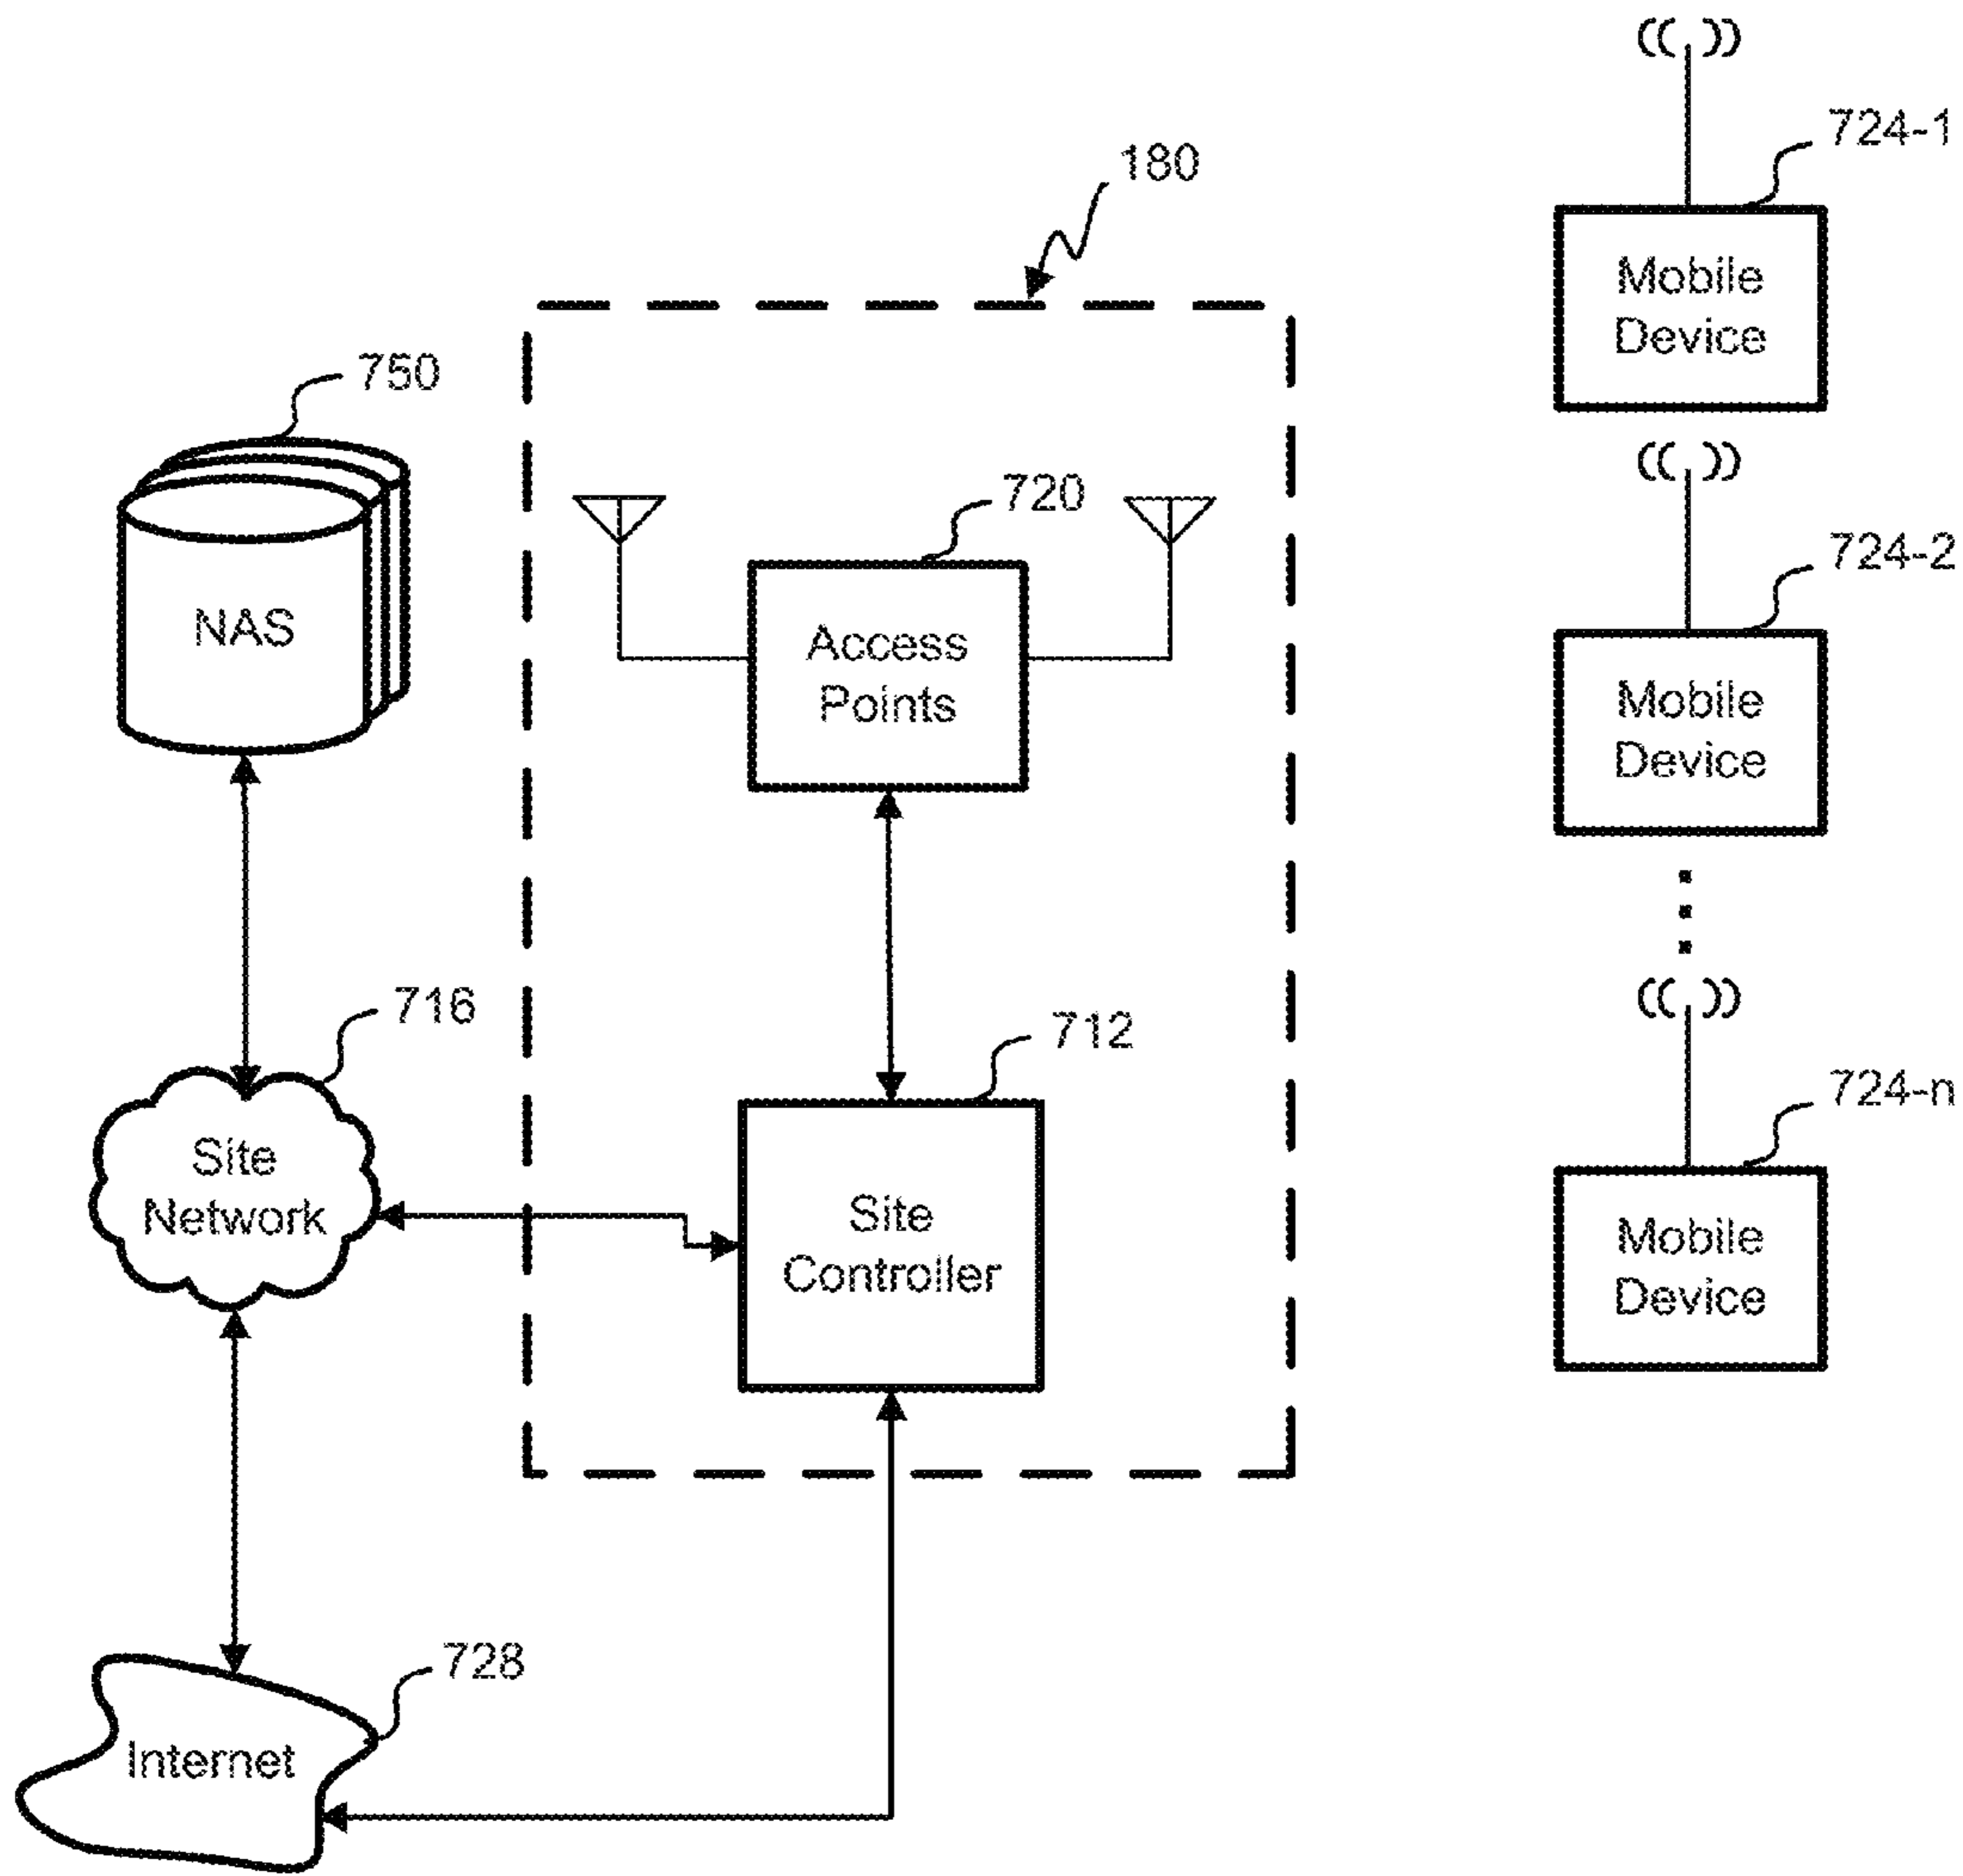 724-1
180
Mobile
Device
750
720
724-2
NAS
Access
Points
Mobile
Device
716
712
724-n
Site
Network
Site
Controller
Mobile
Device
728
Internet